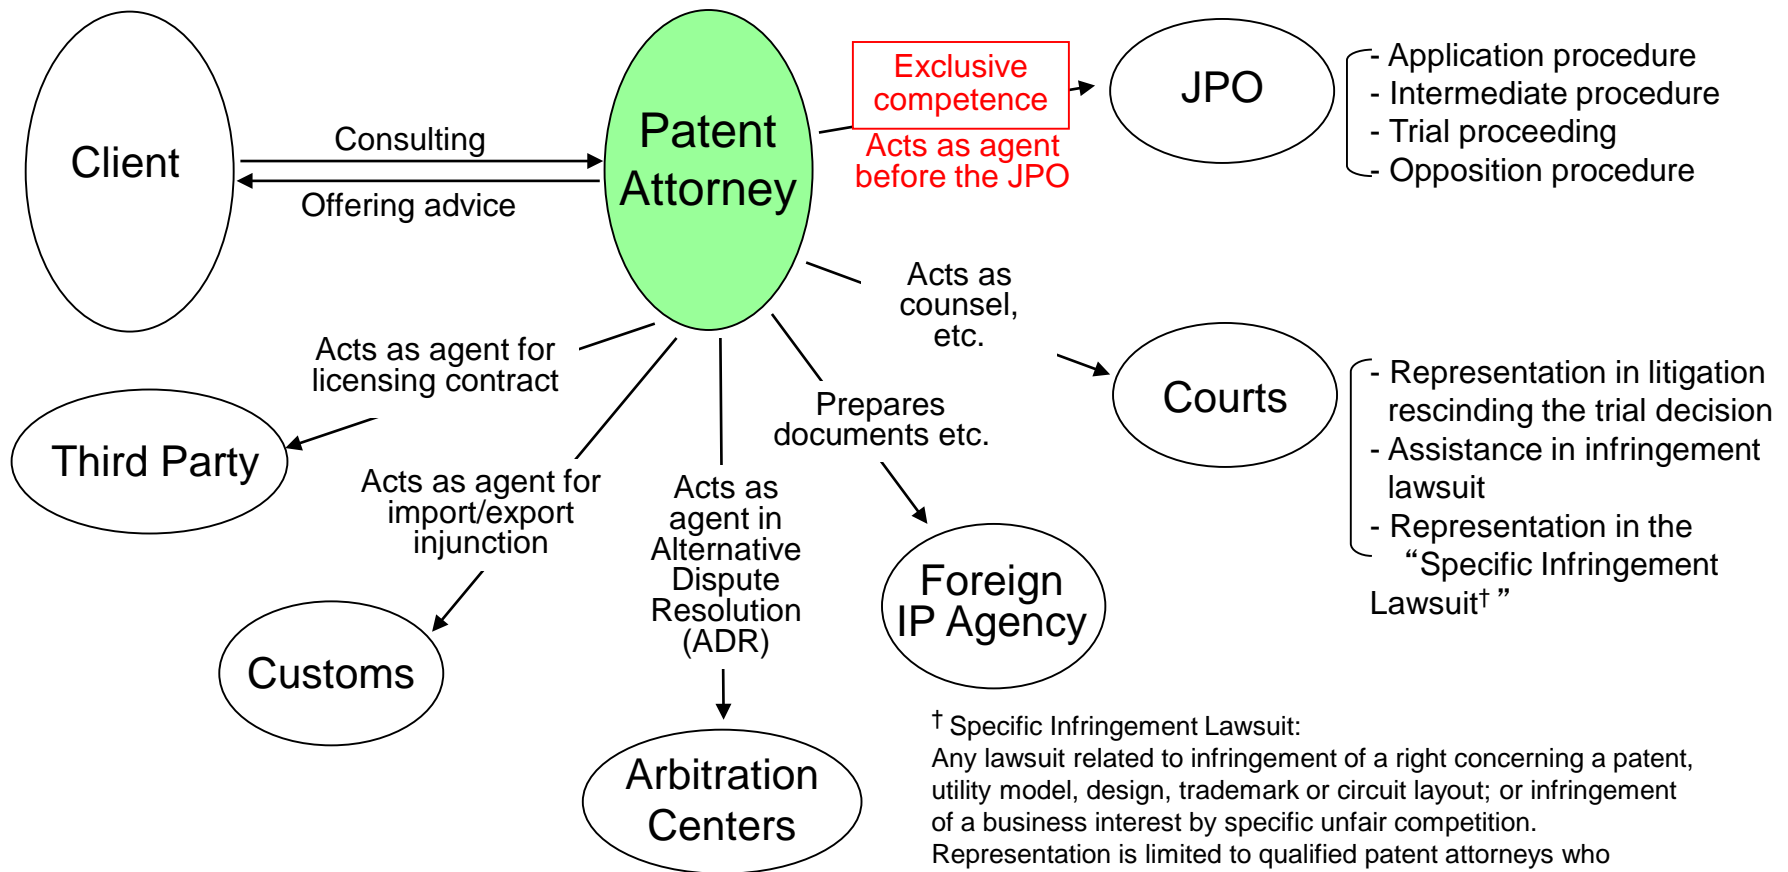 Client
Consulting
Offering advice
Patent
Attorney
Exclusive
competence
Acts as agent
before the JPO
JPO
- Application procedure
- Intermediate procedure
- Trial proceeding
- Opposition procedure
Acts as
counsel,
etc.
Courts
- Representation in litigation
rescinding the trial decision
- Assistance in infringement
lawsuit
- Representation in the
“Specific Infringement
Lawsuit† ”
Acts as agent for
licensing contract
Third Party
Acts as agent for
import/export
injunction
Customs
Acts as
agent in
Alternative
Dispute
Resolution
(ADR)
Arbitration
Centers
Prepares
documents etc.
Foreign
IP Agency
† Specific Infringement Lawsuit:
Any lawsuit related to infringement of a right concerning a patent,
utility model, design, trademark or circuit layout; or infringement
of a business interest by specific unfair competition.
Representation is limited to qualified patent attorneys who